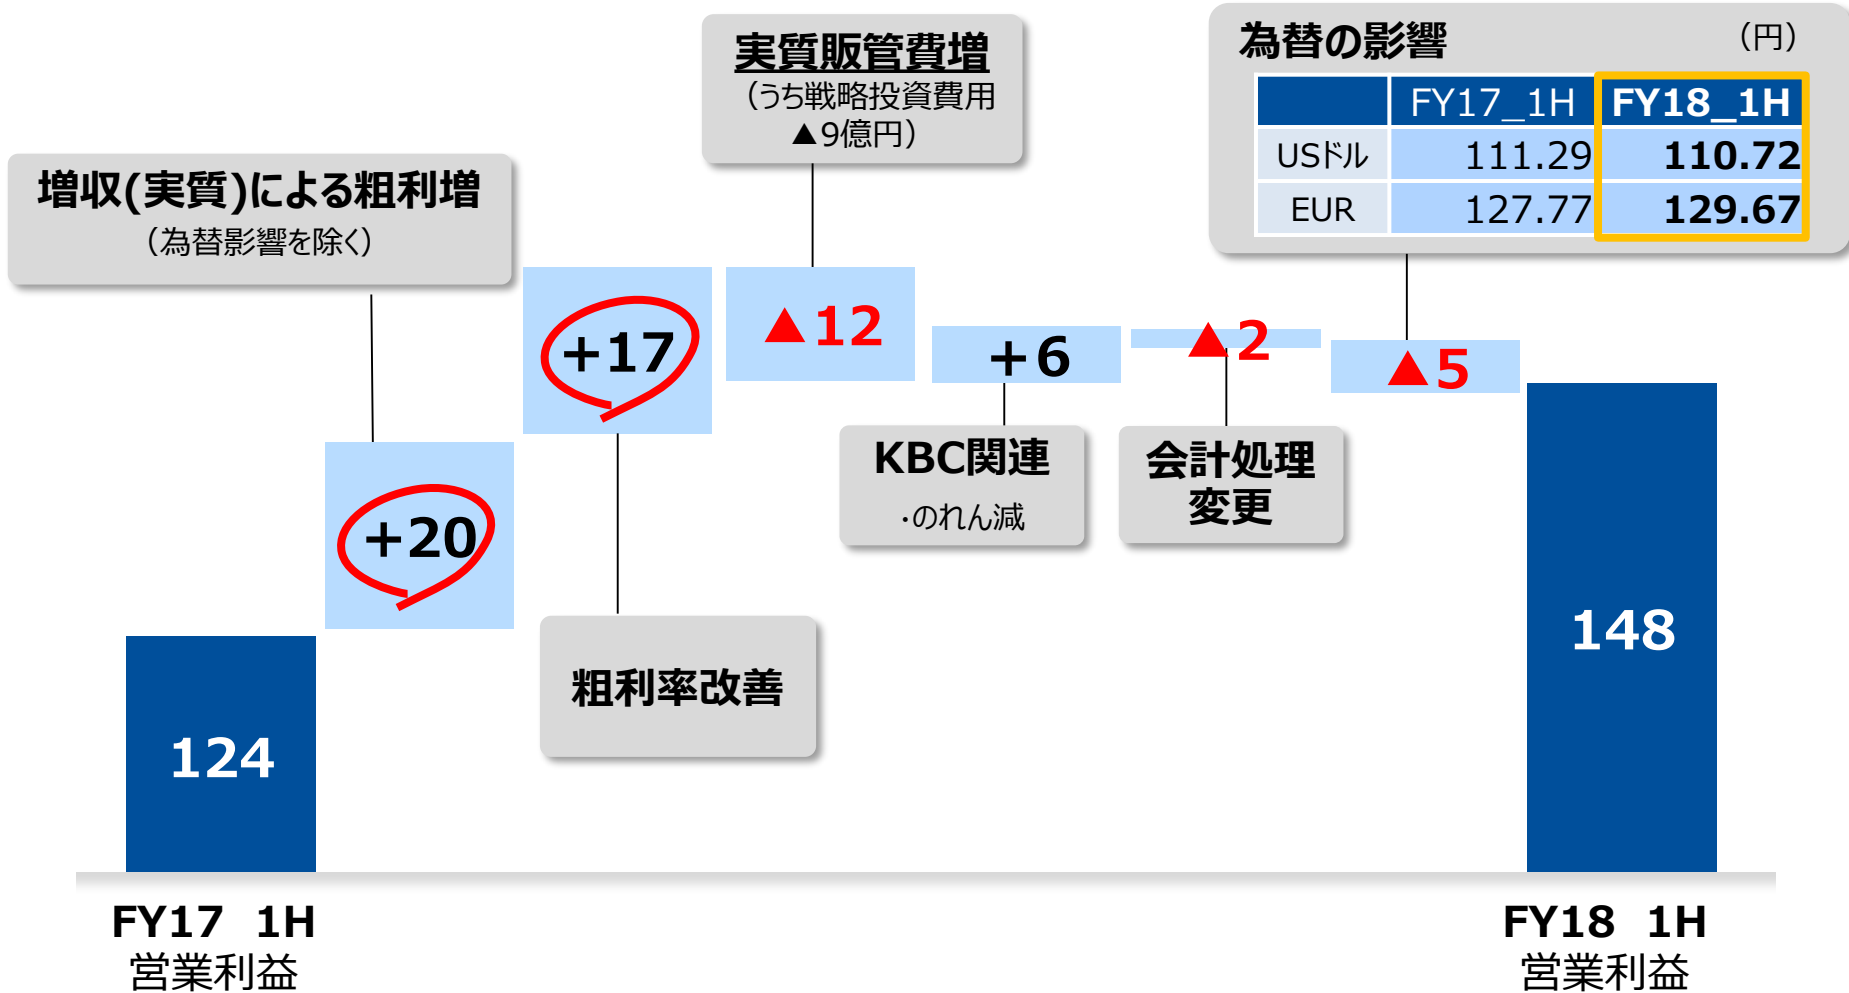 実質販管費増
（うち戦略投資費用
▲9億円）
為替の影響 （円）
FY17_1H FY18_1H
USドル 111.29 110.72
EUR 127.77 129.67
増収(実質)による粗利増
（為替影響を除く）
+20
+17
▲12
+6
▲2
▲5
KBC関連
・のれん減
会計処理
変更
粗利率改善
124
148
FY17 1H
営業利益
FY18 1H
営業利益